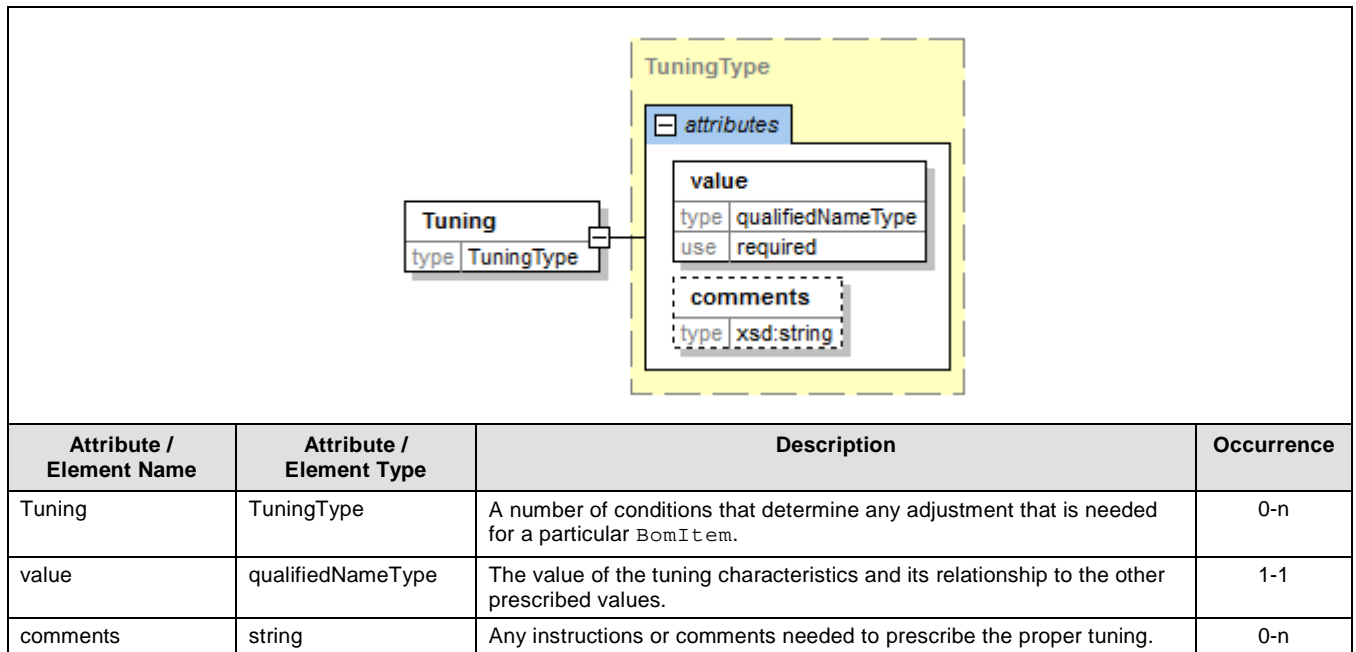 TuningType
attributes
value
type qualifiedNameType
use required
Tuning
type TuningType
comments
type xsd:string
Attribute / Element Name Attribute / Element Type Description Occurrence
Tuning TuningType A number of conditions that determine any adjustment that is needed 0-n
for a particular BomItem.
value qualifiedNameType The value of the tuning characteristics and its relationship to the other 1-1
prescribed values.
comments string Any instructions or comments needed to prescribe the proper tuning. 0-n